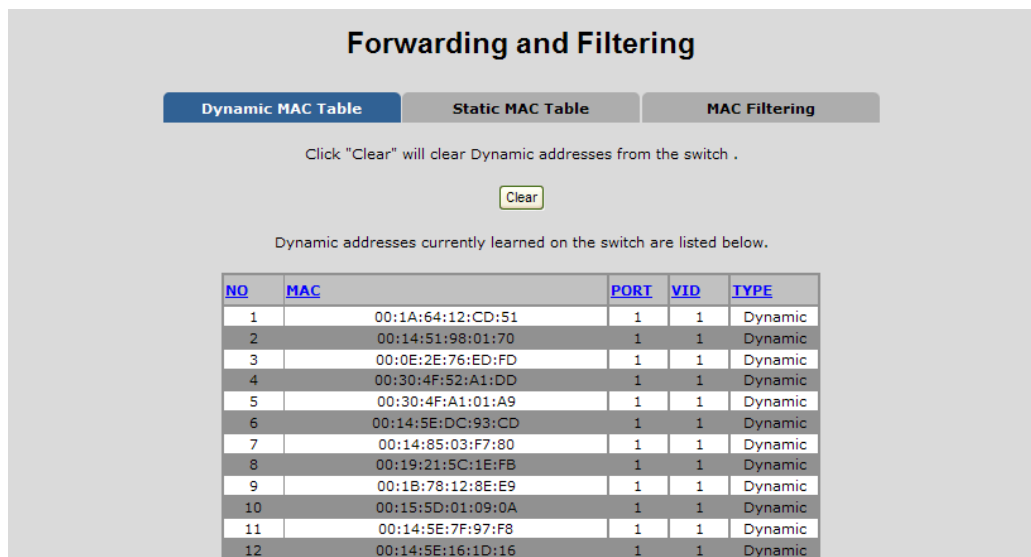 Forwarding and Filtering
Dynamic MAC Table Static MAC Table MAC Filtering
Click "Clear" will clear Dynamic addresses from the switch .
Clear
Dynamic addresses currently learned on the switch are listed below.
NO MAC PORT VID TYPE
1 00:1A:64:12:CD:51 1 1 Dynamic
2 00:14:51:98:01:70 1 1 Dynamic
3 00:0E:2E:76:ED:FD 1 1 Dynamic
4 00:30:4F:52:A1:DD 1 1 Dynamic
5 00:30:4F:A1:01:A9 1 1 Dynamic
6 00:14:5E:DC:93:CD 1 1 Dynamic
7 00:14:85:03:F7:80 1 1 Dynamic
8 00:19:21:5C:1E:FB 1 1 Dynamic
9 00:1B:78:12:8E:E9 1 1 Dynamic
10 00:15:5D:01:09:0A 1 1 Dynamic
11 00:14:5E:7F:97:F8 1 1 Dynamic
12 00:14:5E:16:1D:16 1 1 Dynamic